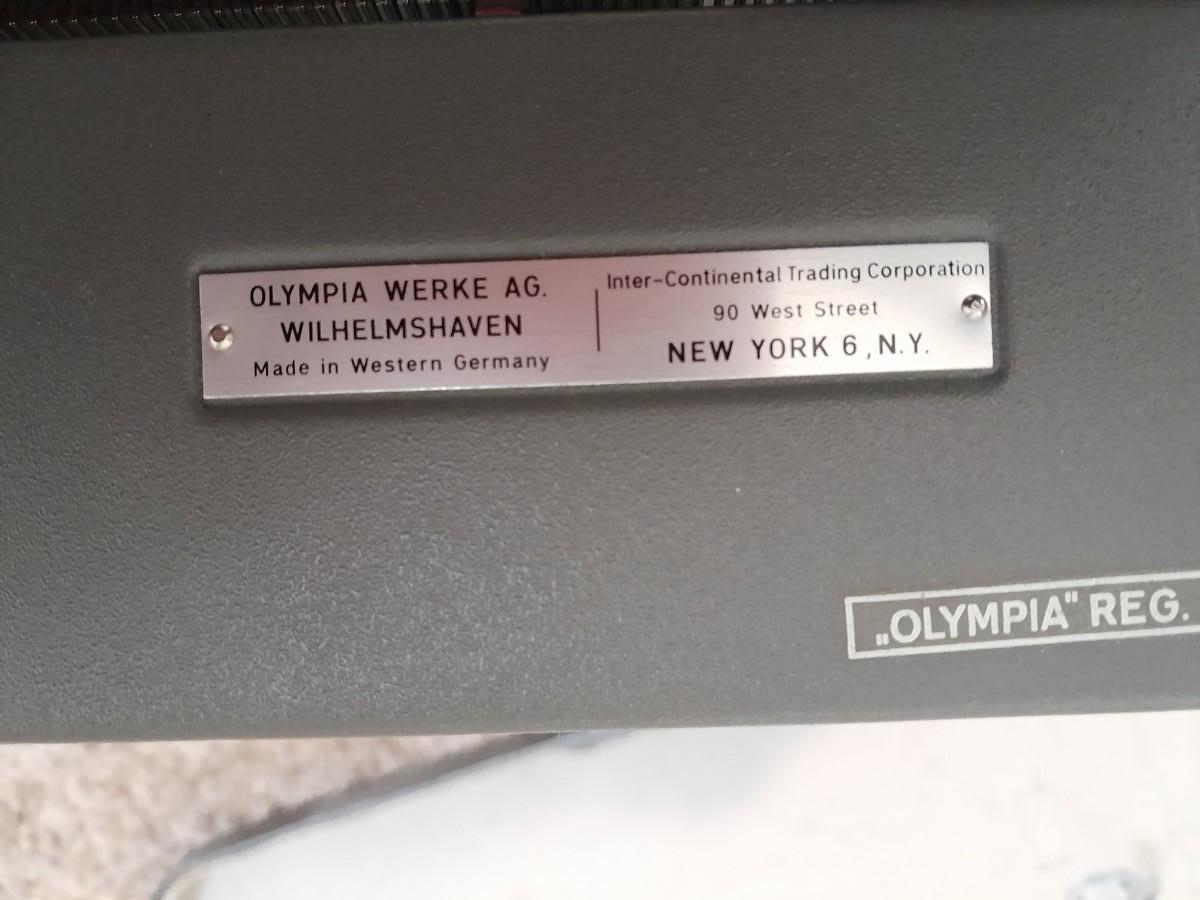 OLYMPIA WERKE AG.
WILHELMSHAVEN
Made in Western Germany
Inter-Continental Trading Corporation
90 West Street
NEW YORK 6, N.Y.
„OLYMPIA" REG.